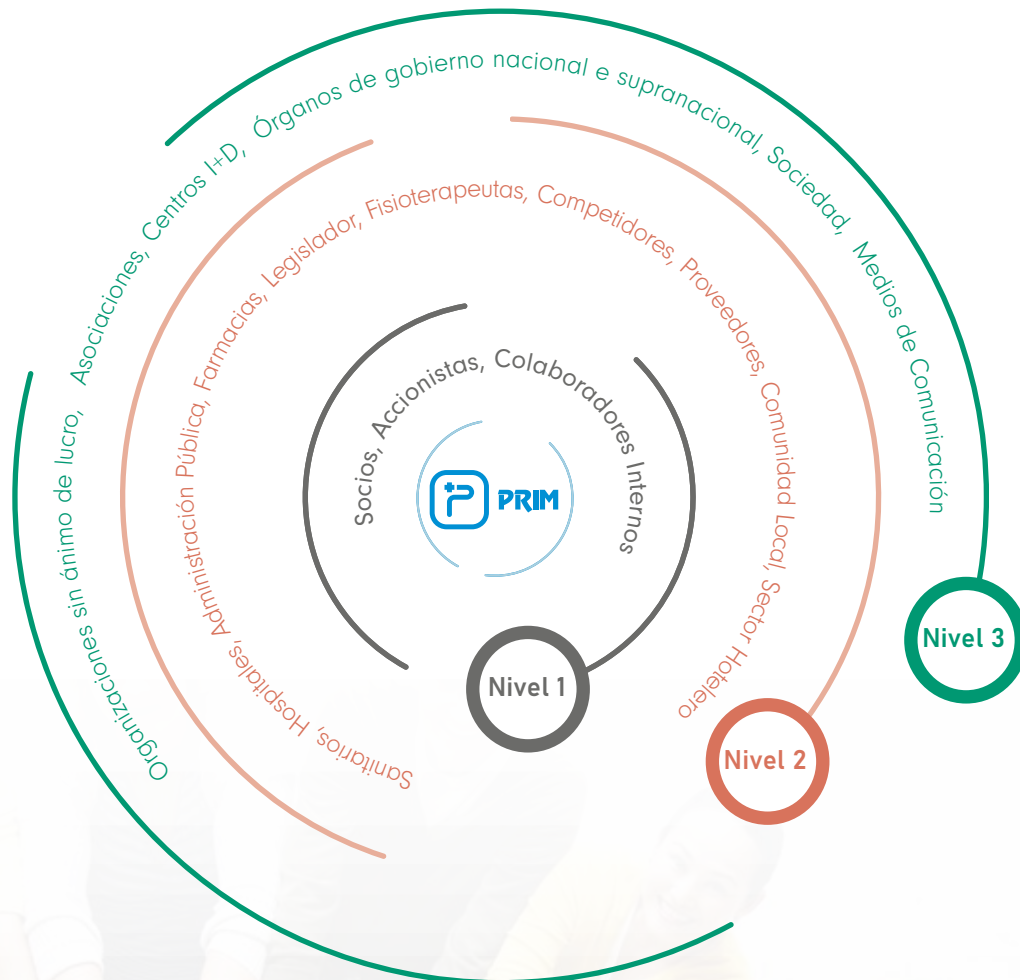 Organizaciones sin ánimo de lucro, Asociaciones, Centros I+D, Órganos de gobierno nacional e supranacional, Sociedad, Medios de Comunicación
Sanitarios, Hospitales, Administración Pública, Farmacias, Legislador, Fisioterapeutas, Competidores, Proveedores, Comunidad Local, Sector Hotelero
Socios, Accionistas, Colaboradores Internos
PRIM
Nivel 1
Nivel 2
Nivel 3